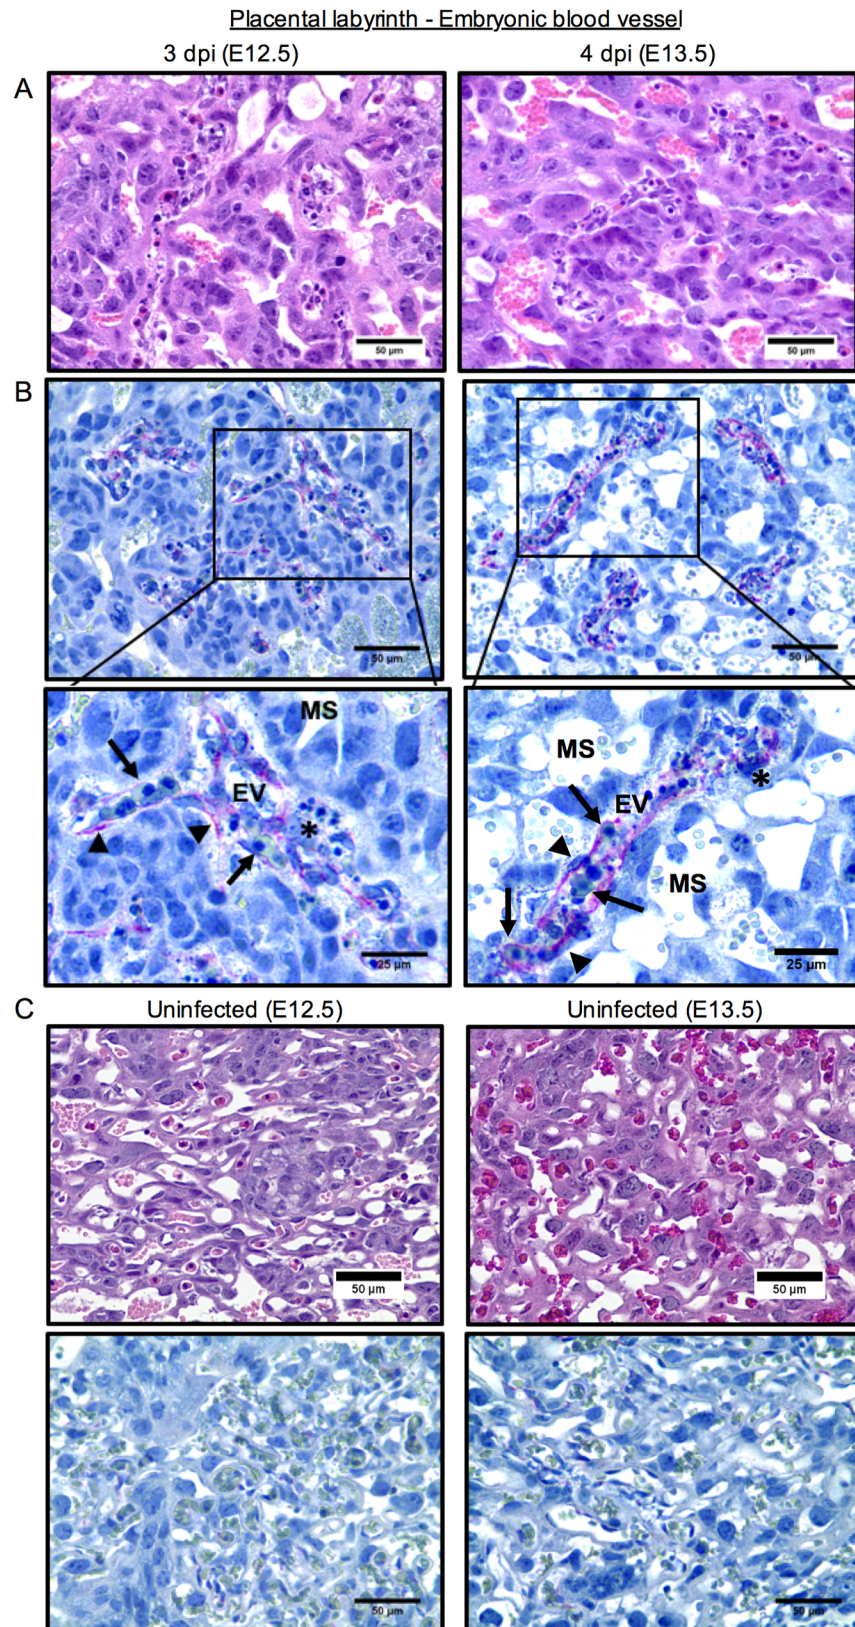 Placental labyrinth - Embryonic blood vessel
3 dpi (E12.5)
4 dpi (E13.5)
A
50 µm
50 µm
B
50 µm
50 µm
MS
EV
*
25 µm
MS
EV
*
MS
25 µm
C
Uninfected (E12.5)
Uninfected (E13.5)
50 µm
50 µm
50 µm
50 µm